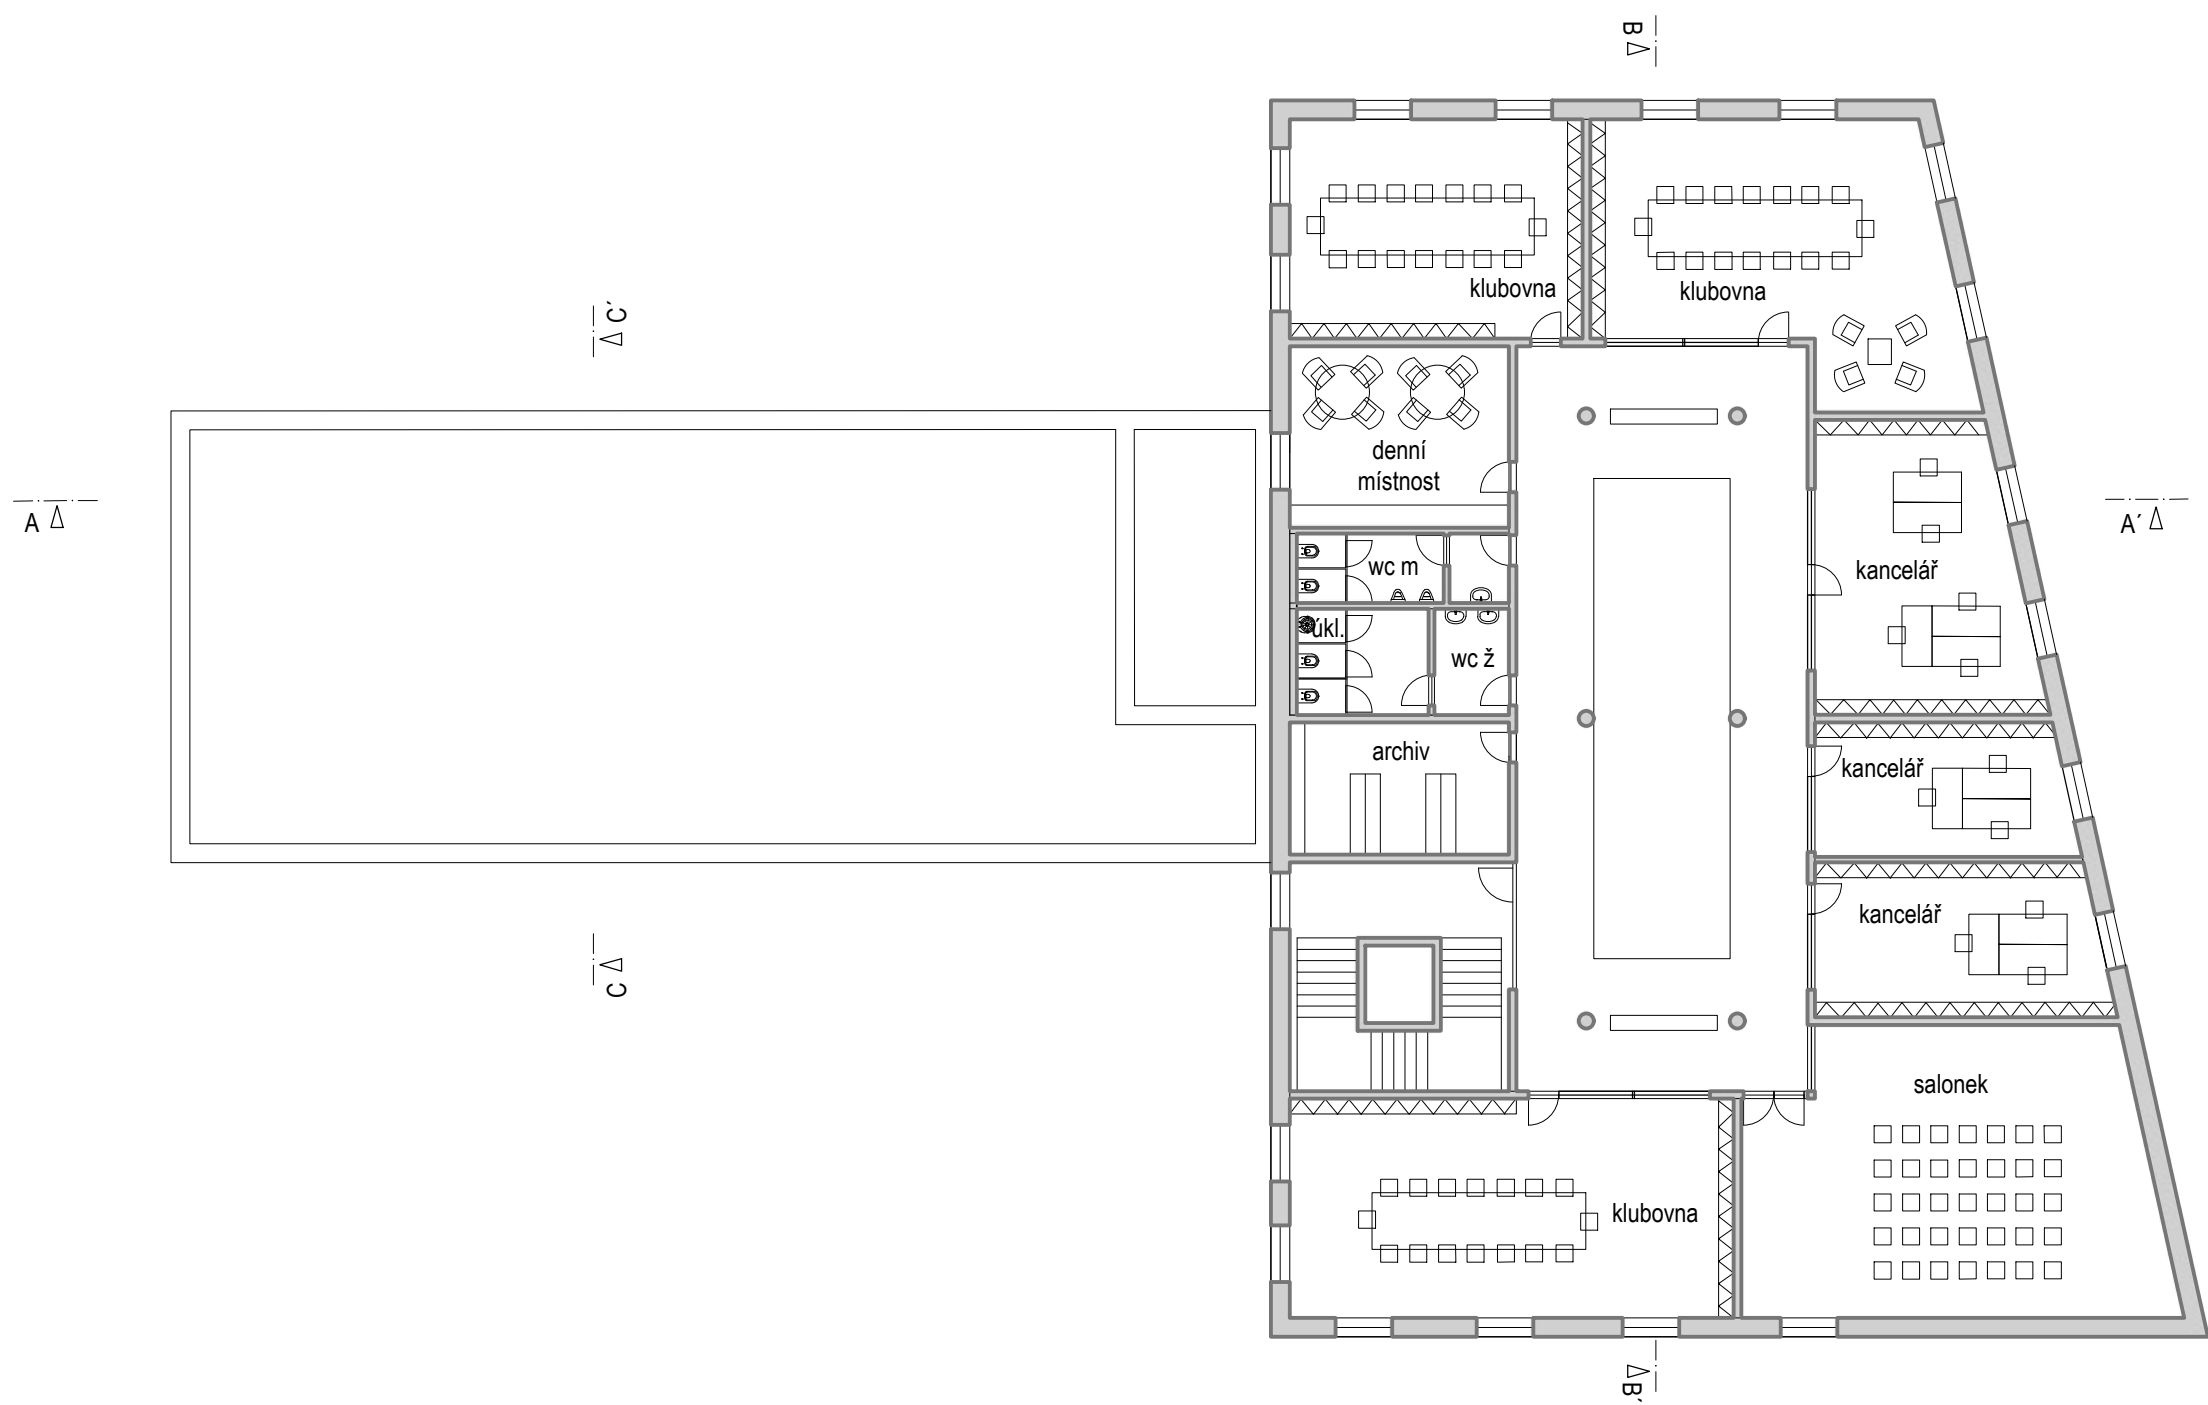 B
klubovna
klubovna
C´
denní
místnost
A
A´
wc m
kancelář
úkl.
wc ž
archiv
kancelář
kancelář
C
salonek
klubovna
B´